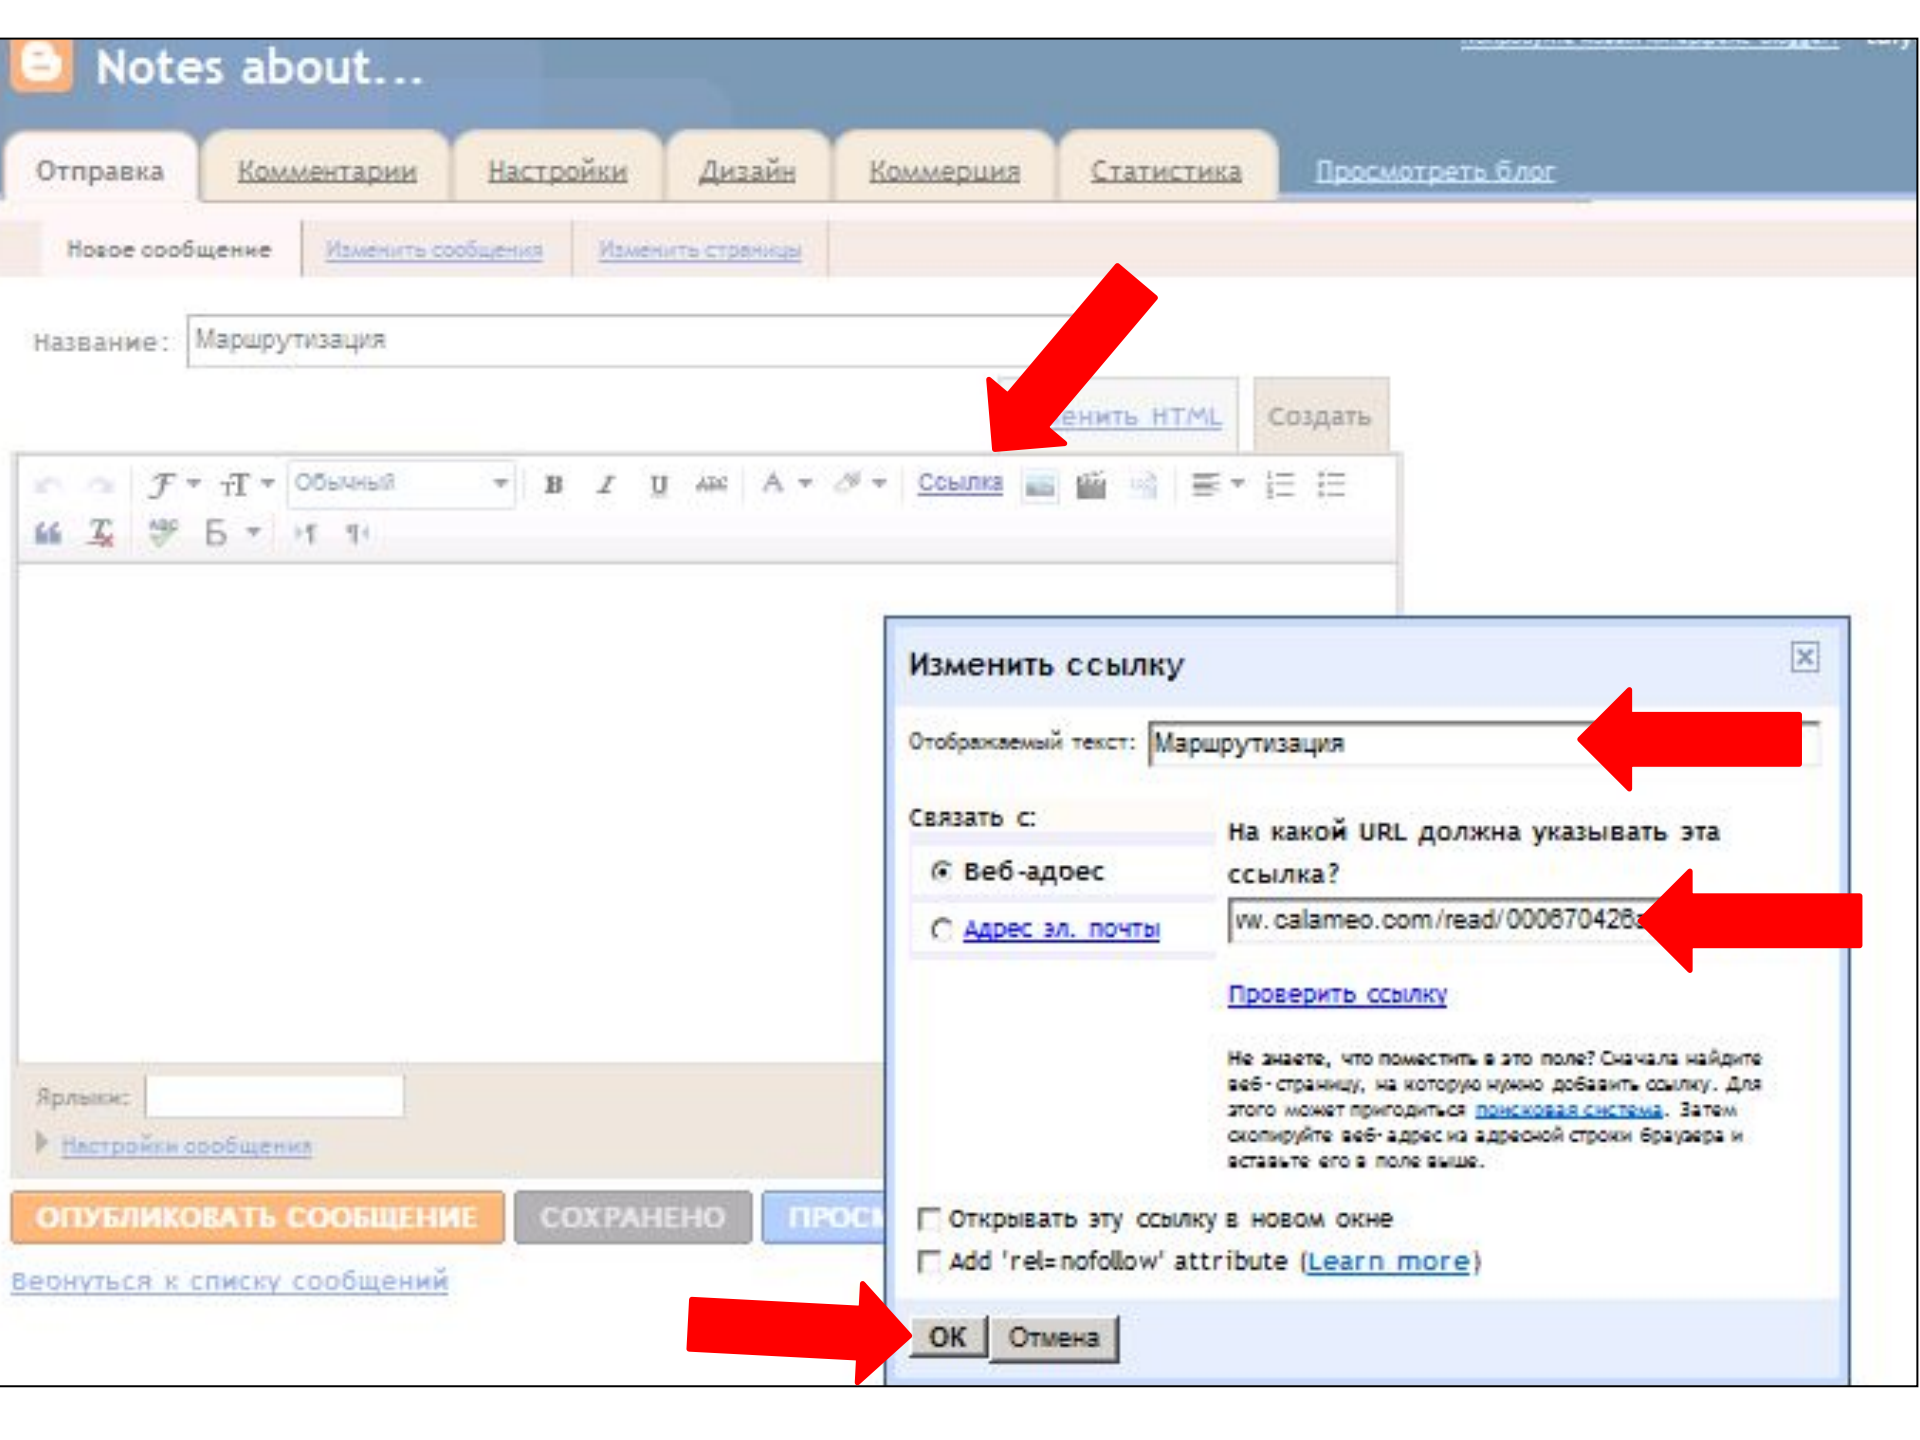 Notes about...
Отправка Комментарии Настройки Дизайн Коммерция Статистика Просмотреть блог
Новое сообщение Изменить сообщения Изменить страницы
Название: Маршрутизация
енить HTML Создать
Обычный B I U ABC A Ссылка
ABC Б
Изменить ссылку
Отображаемый текст: Маршрутизация
Связать с:
На какой URL должна указывать эта
ссылка?
Веб-адрес
Адрес эл. почты
w.calameo.com/read/000670426
Проверить ссылку
Не знаете, что поместить в это поле? Сначала найдите
веб-страницу, на которую нужно добавить ссылку. Для
этого может пригодиться поисковая система. Затем
скопируйте веб-адрес из адресной строки браузера и
вставьте его в поле выше.
Открывать эту ссылку в новом окне
Add 'rel=nofollow' attribute (Learn more)
OK Отмена
Ярлыки:
Настройки сообщения
ОПУБЛИКОВАТЬ СООБЩЕНИЕ СОХРАНЕНО ПРОСМ
Вернуться к списку сообщений